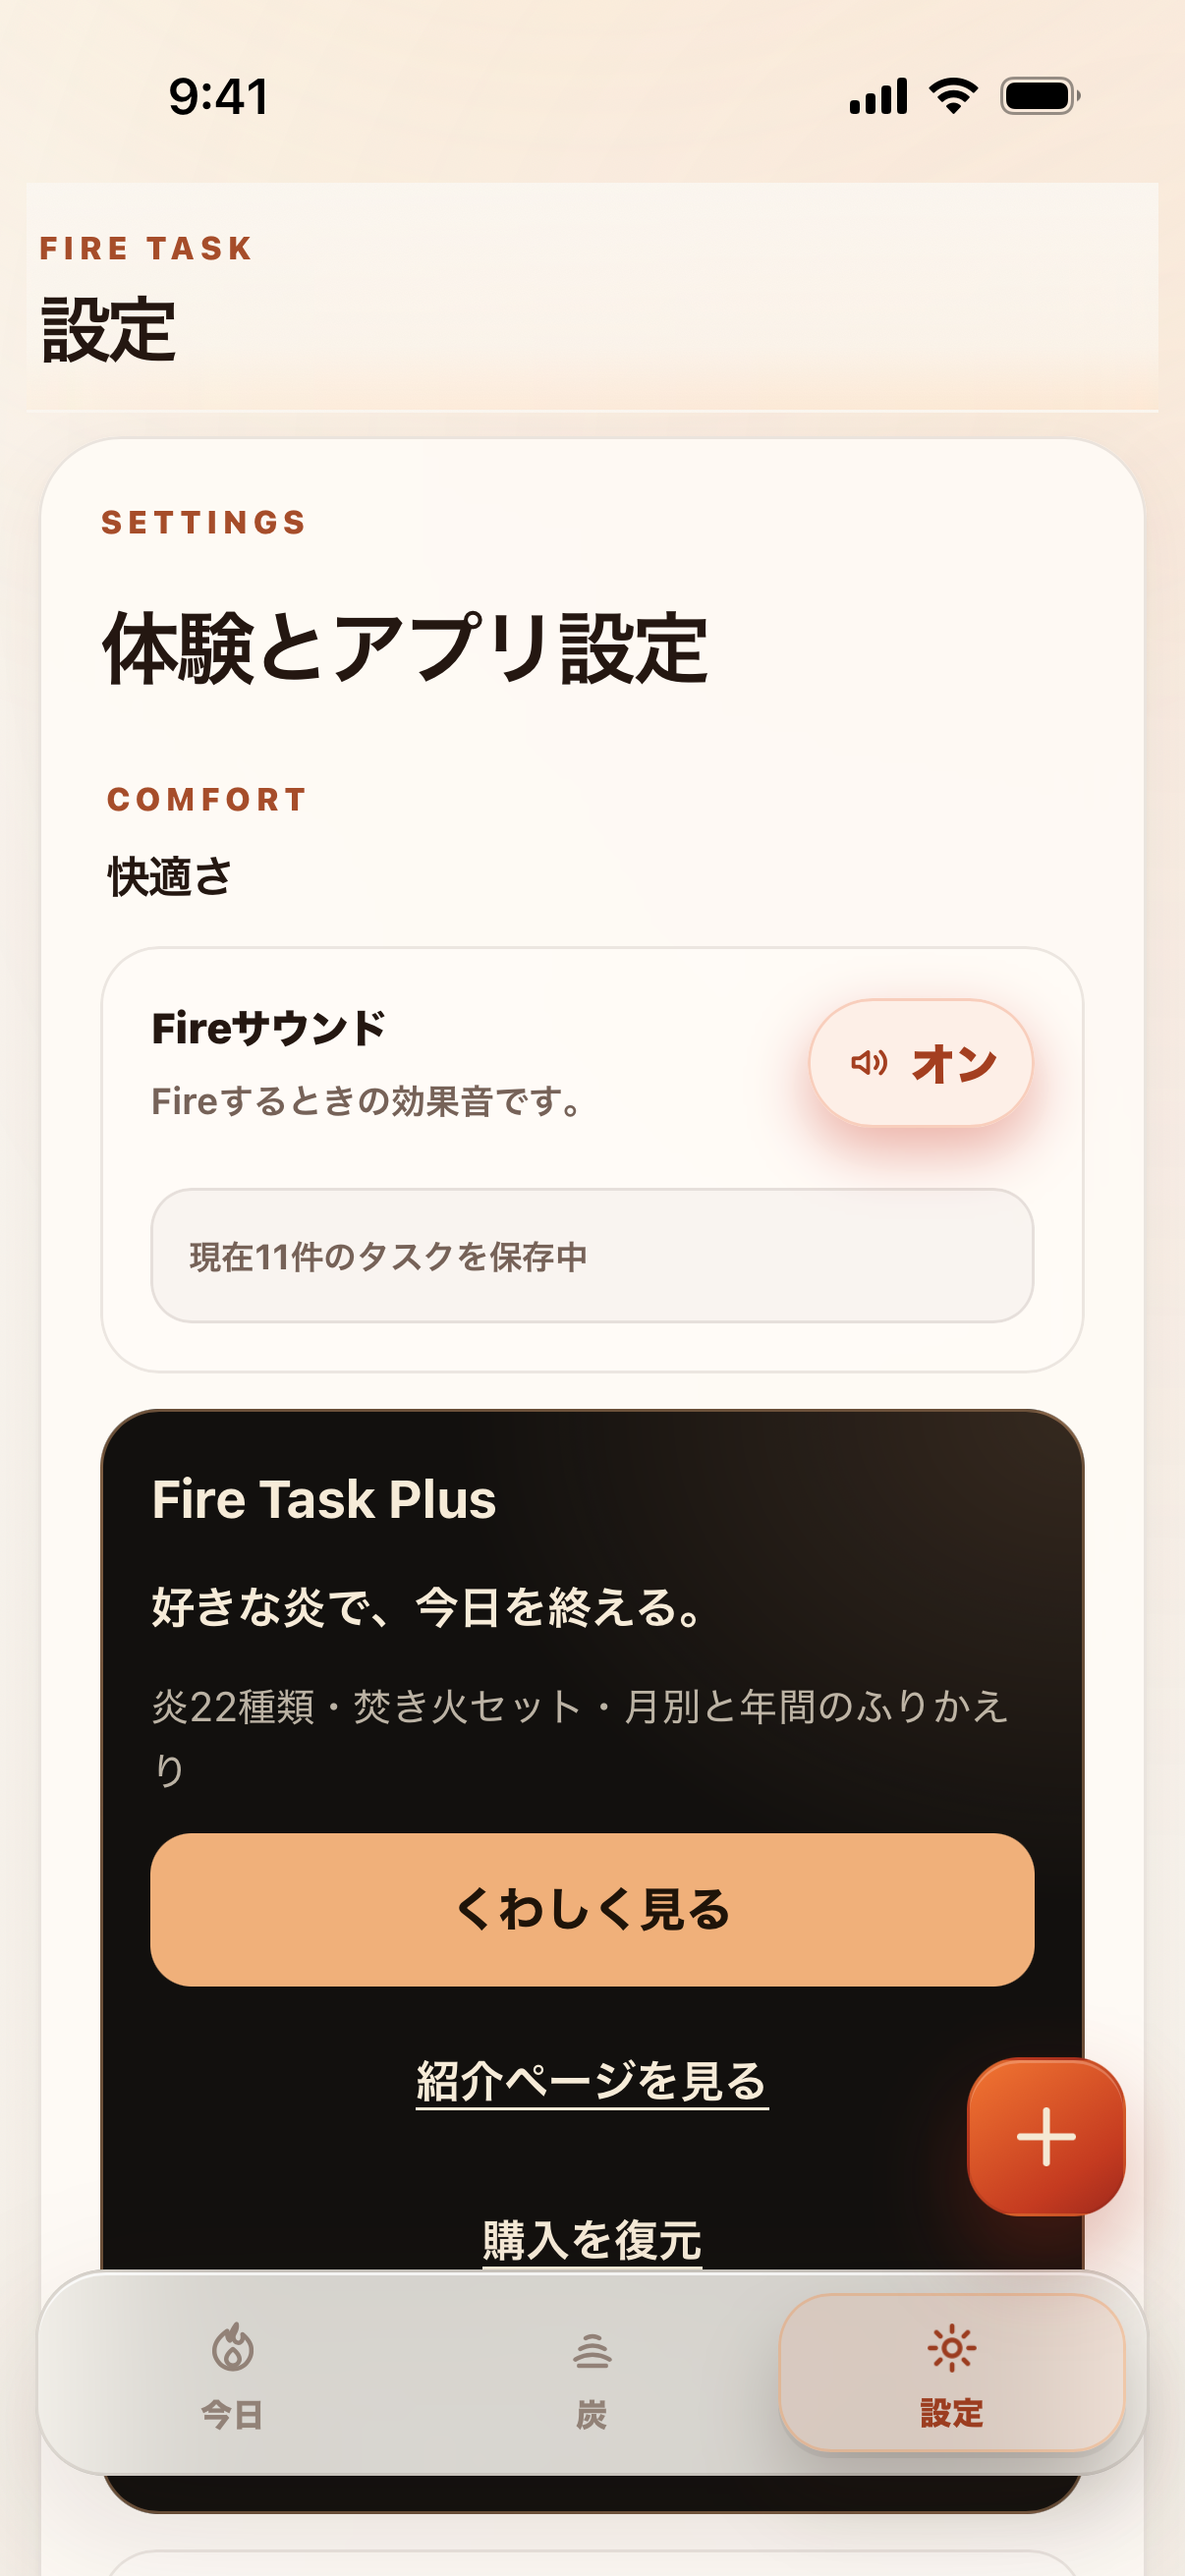 9:41
FIRE TASK
設定
SETTINGS
体験とアプリ設定
COMFORT
快適さ
Fireサウンド
オン
Fireするときの効果音です。
現在11件のタスクを保存中
Fire Task Plus
好きな炎で、今日を終える。
炎22種類・焚き火セット・月別と年間のふりかえ
り
くわしく見る
紹介ページを見る
購入を復元
今日
炭
設定